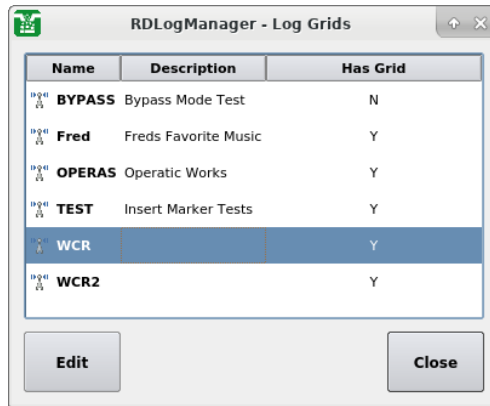 RDLogManager - Log Grids
Name Description Has Grid
BYPASS Bypass Mode Test N
Fred Freds Favorite Music Y
OPERAS Operatic Works Y
TEST Insert Marker Tests Y
WCR Y
WCR2 Y
Edit Close